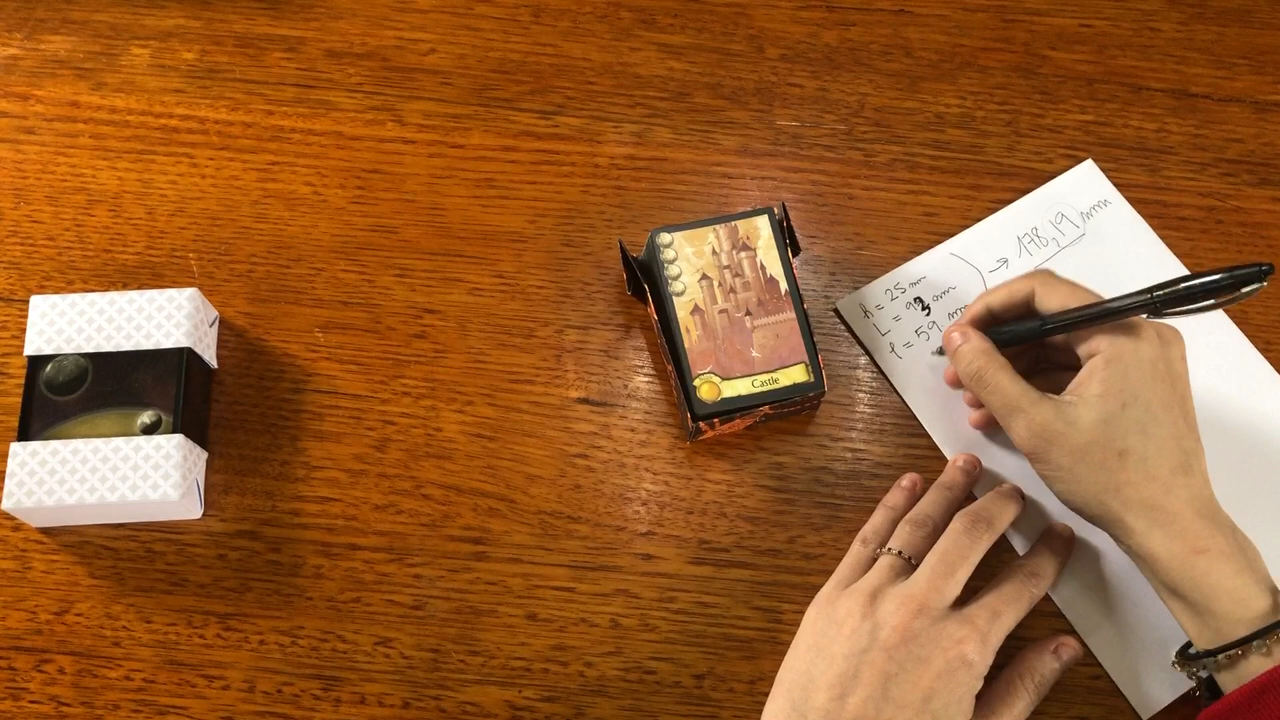 Castle
h = 25 mm
L = 93 mm
l = 59 mm
→ 178,19 mm